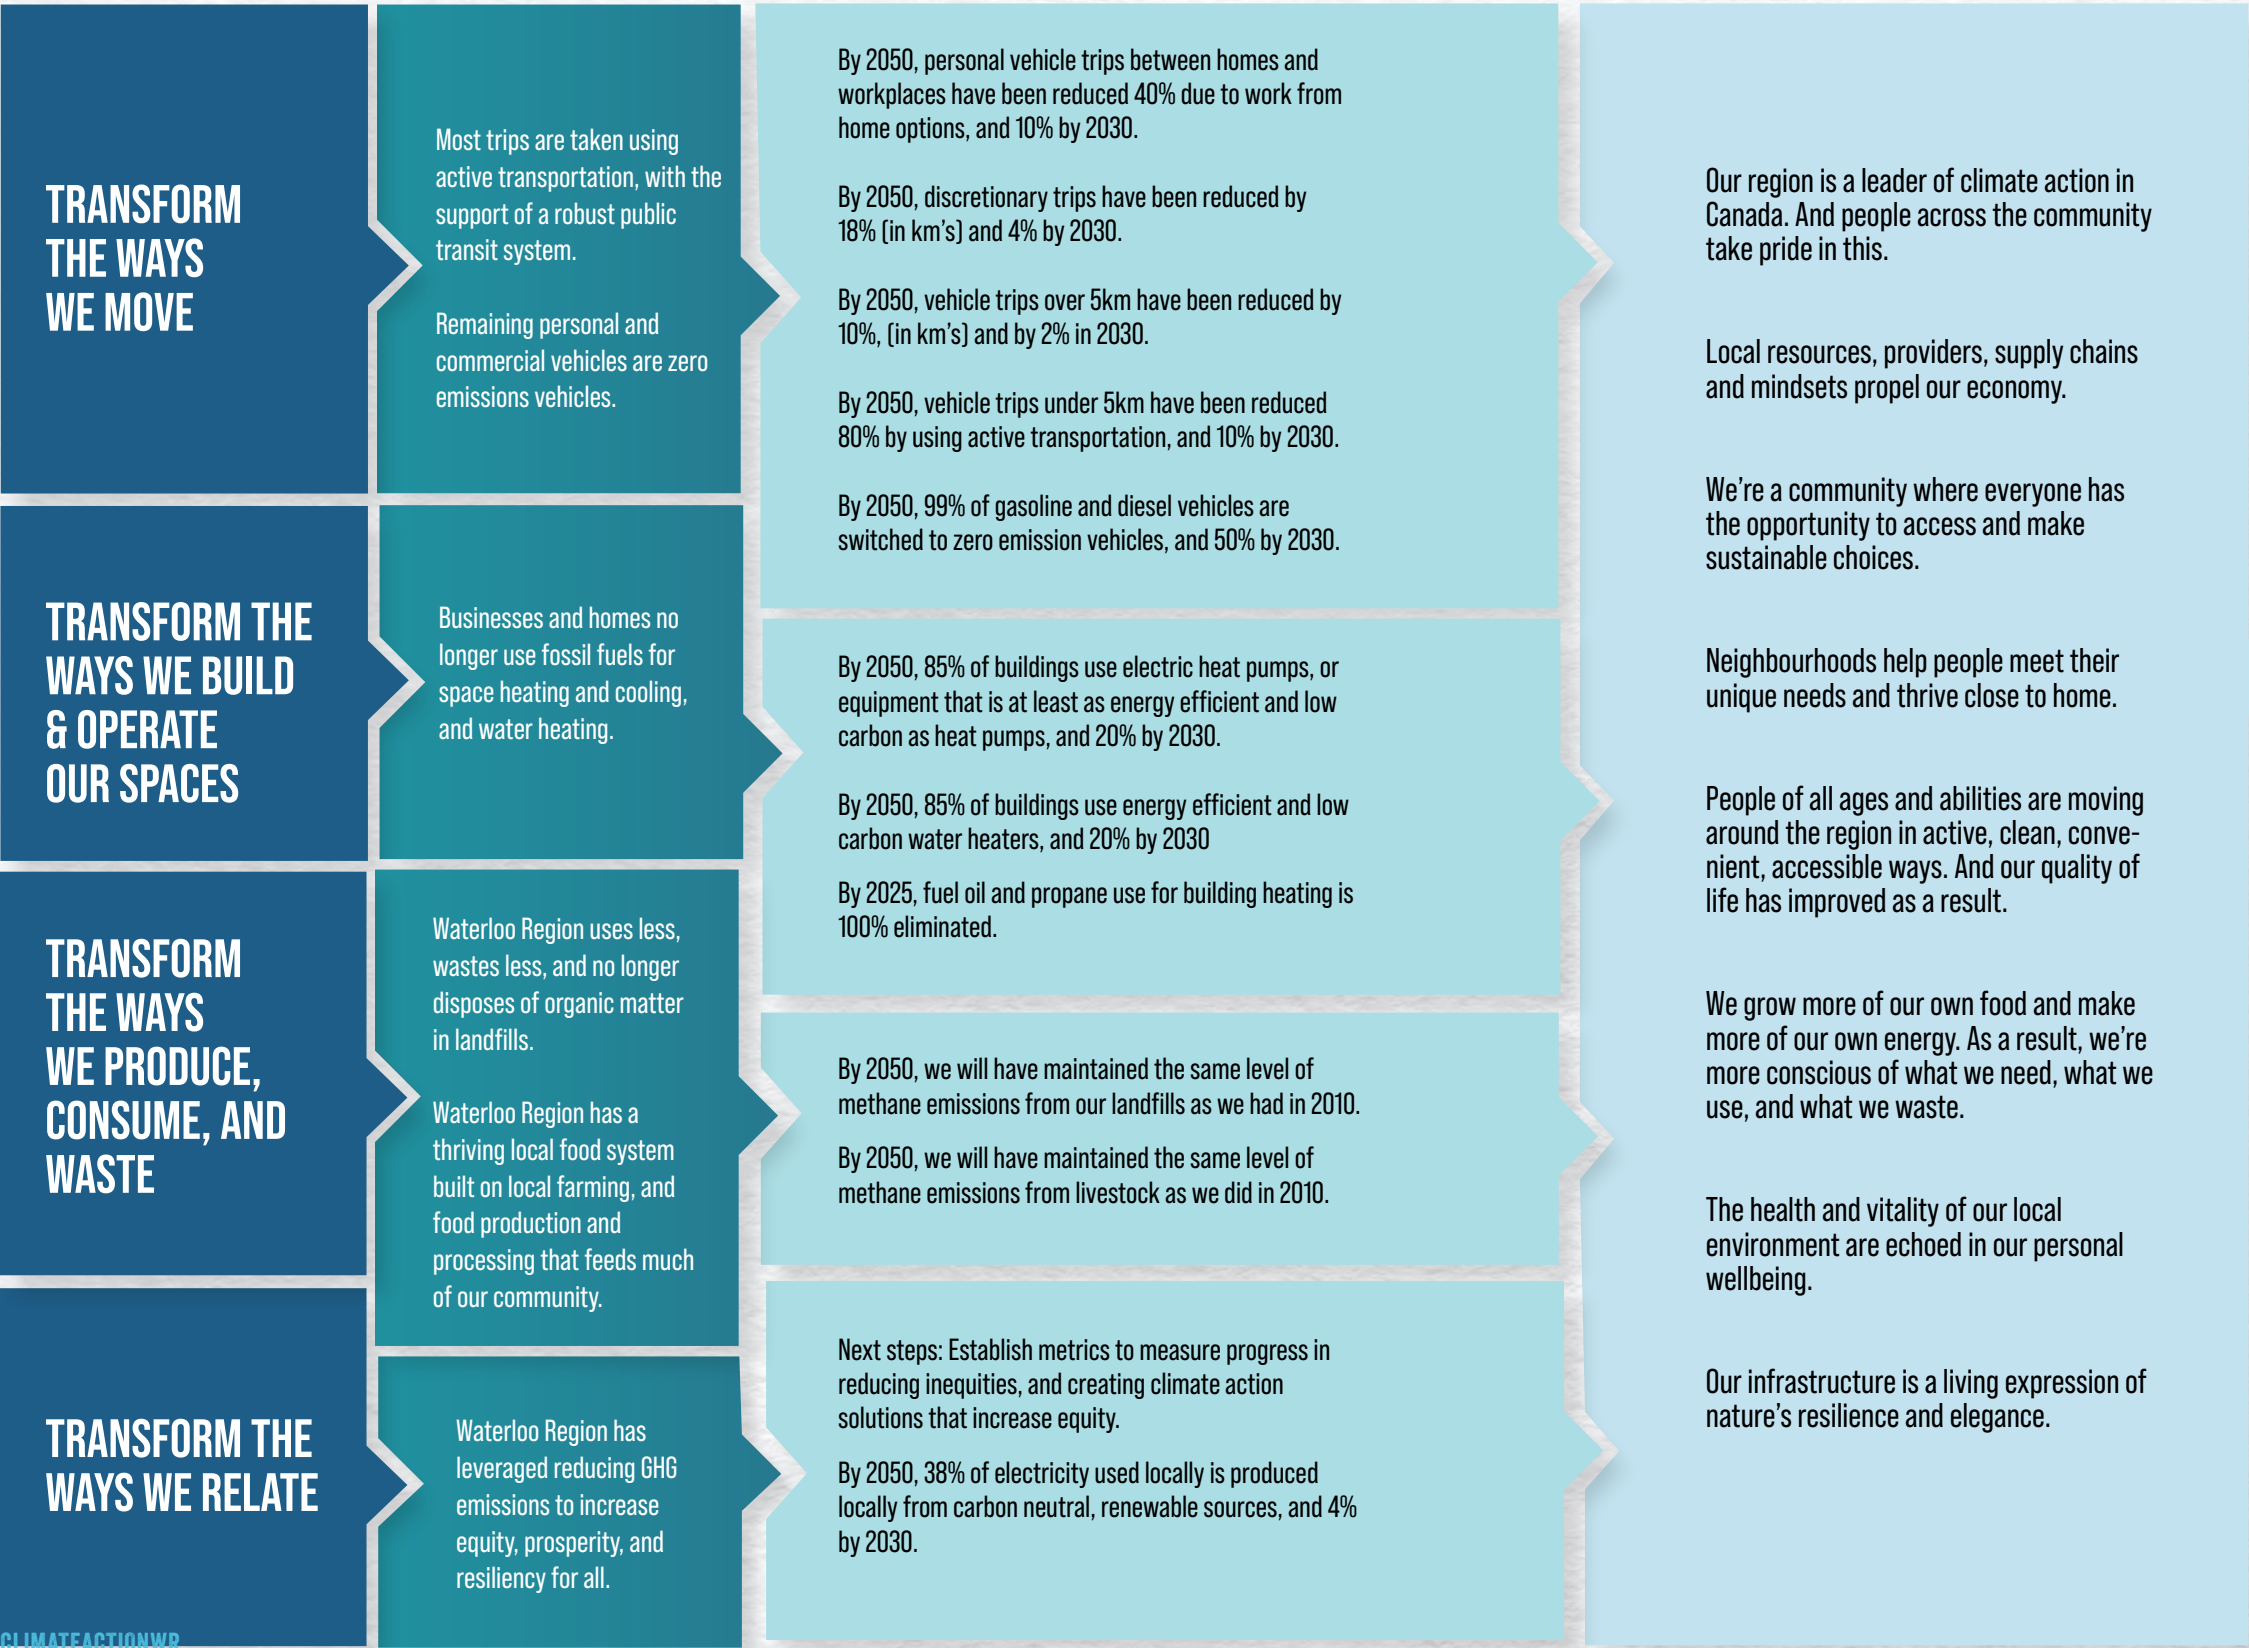 TRANSFORM
THE WAYS
WE MOVE
Most trips are taken using
active transportation, with the
support of a robust public
transit system.
Remaining personal and
commercial vehicles are zero
emissions vehicles.
By 2050, personal vehicle trips between homes and
workplaces have been reduced 40% due to work from
home options, and 10% by 2030.
By 2050, discretionary trips have been reduced by
18% (in km's) and 4% by 2030.
By 2050, vehicle trips over 5km have been reduced by
10%, (in km's) and by 2% in 2030.
By 2050, vehicle trips under 5km have been reduced
80% by using active transportation, and 10% by 2030.
By 2050, 99% of gasoline and diesel vehicles are
switched to zero emission vehicles, and 50% by 2030.
TRANSFORM THE
WAYS WE BUILD
& OPERATE
OUR SPACES
Businesses and homes no
longer use fossil fuels for
space heating and cooling,
and water heating.
By 2050, 85% of buildings use electric heat pumps, or
equipment that is at least as energy efficient and low
carbon as heat pumps, and 20% by 2030.
By 2050, 85% of buildings use energy efficient and low
carbon water heaters, and 20% by 2030
By 2025, fuel oil and propane use for building heating is
100% eliminated.
TRANSFORM
THE WAYS
WE PRODUCE,
CONSUME, AND
WASTE
Waterloo Region uses less,
wastes less, and no longer
disposes of organic matter
in landfills.
Waterloo Region has a
thriving local food system
built on local farming, and
food production and
processing that feeds much
of our community.
By 2050, we will have maintained the same level of
methane emissions from our landfills as we had in 2010.
By 2050, we will have maintained the same level of
methane emissions from livestock as we did in 2010.
TRANSFORM THE
WAYS WE RELATE
Waterloo Region has
leveraged reducing GHG
emissions to increase
equity, prosperity, and
resiliency for all.
Next steps: Establish metrics to measure progress in
reducing inequities, and creating climate action
solutions that increase equity.
By 2050, 38% of electricity used locally is produced
locally from carbon neutral, renewable sources, and 4%
by 2030.
Our region is a leader of climate action in
Canada. And people across the community
take pride in this.
Local resources, providers, supply chains
and mindsets propel our economy.
We're a community where everyone has
the opportunity to access and make
sustainable choices.
Neighbourhoods help people meet their
unique needs and thrive close to home.
People of all ages and abilities are moving
around the region in active, clean, conve-
nient, accessible ways. And our quality of
life has improved as a result.
We grow more of our own food and make
more of our own energy. As a result, we're
more conscious of what we need, what we
use, and what we waste.
The health and vitality of our local
environment are echoed in our personal
wellbeing.
Our infrastructure is a living expression of
nature's resilience and elegance.
CLIMATEACTIONWR